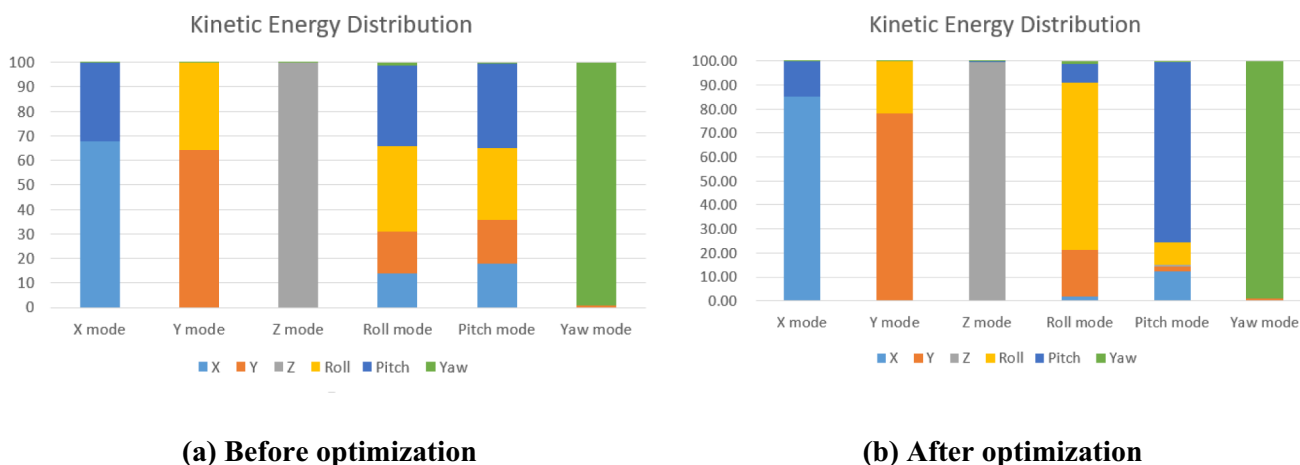 Kinetic Energy Distribution
100
90
80
70
60
50
40
30
20
10
0
X mode Y mode Z mode Roll mode Pitch mode Yaw mode
X Y Z Roll Pitch Yaw
(a) Before optimization
Kinetic Energy Distribution
100.00
90.00
80.00
70.00
60.00
50.00
40.00
30.00
20.00
10.00
0.00
X mode Y mode Z mode Roll mode Pitch mode Yaw mode
X Y Z Roll Pitch Yaw
(b) After optimization